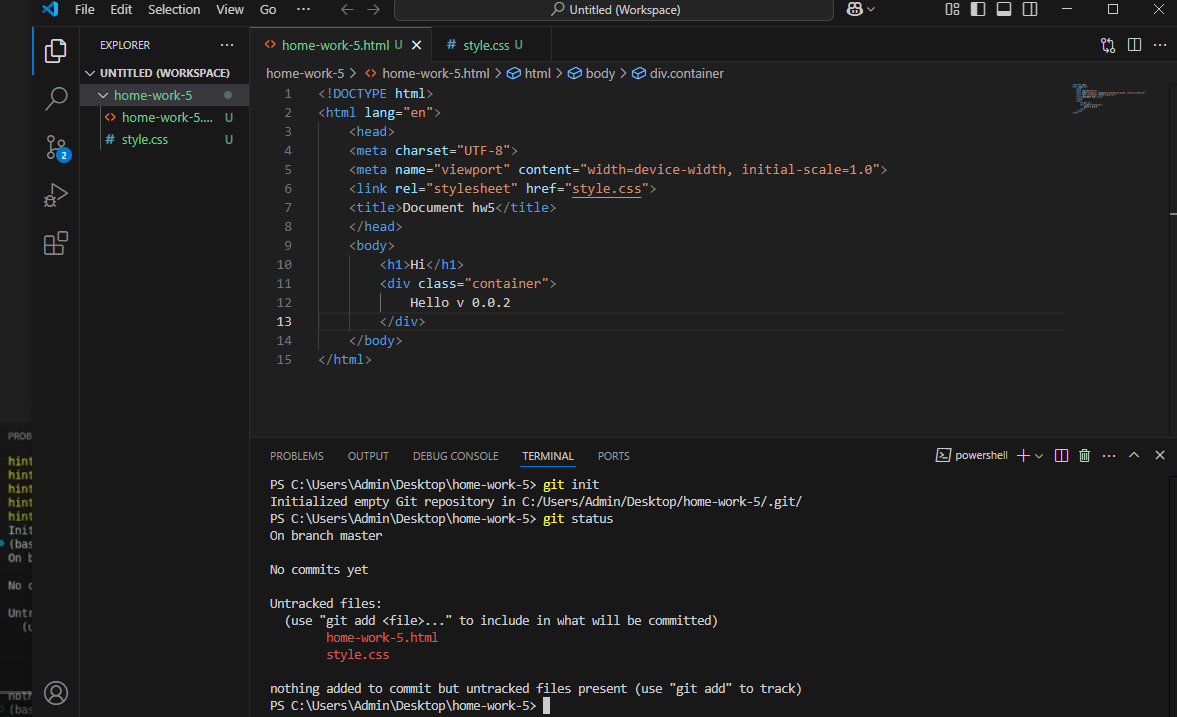 File Edit Selection View Go ··· Untitled (Workspace)
EXPLORER ···
UNTITLED (WORKSPACE)
home-work-5
home-work-5.... U
# style.css U
2
home-work-5.html U
# style.css U
home-work-5 > home-work-5.html > html > body > div.container
1 <!DOCTYPE html>
2 <html lang="en">
3 <head>
4 <meta charset="UTF-8">
5 <meta name="viewport" content="width=device-width, initial-scale=1.0">
6 <link rel="stylesheet" href="style.css">
7 <title>Document hw5</title>
8 </head>
9 <body>
10 <h1>Hi</h1>
11 <div class="container">
12 Hello v 0.0.2
13 </div>
14 </body>
15 </html>
PROBLEMS OUTPUT DEBUG CONSOLE TERMINAL PORTS powershell
PS C:\Users\Admin\Desktop\home-work-5> git init
Initialized empty Git repository in C:/Users/Admin/Desktop/home-work-5/.git/
PS C:\Users\Admin\Desktop\home-work-5> git status
On branch master
No commits yet
Untracked files:
(use "git add <file>..." to include in what will be committed)
home-work-5.html
style.css
nothing added to commit but untracked files present (use "git add" to track)
PS C:\Users\Admin\Desktop\home-work-5>
PROB
hint
hint
hint
hint
hint
Init
(bas
On b
No c
Untr
(u
noth
(bas